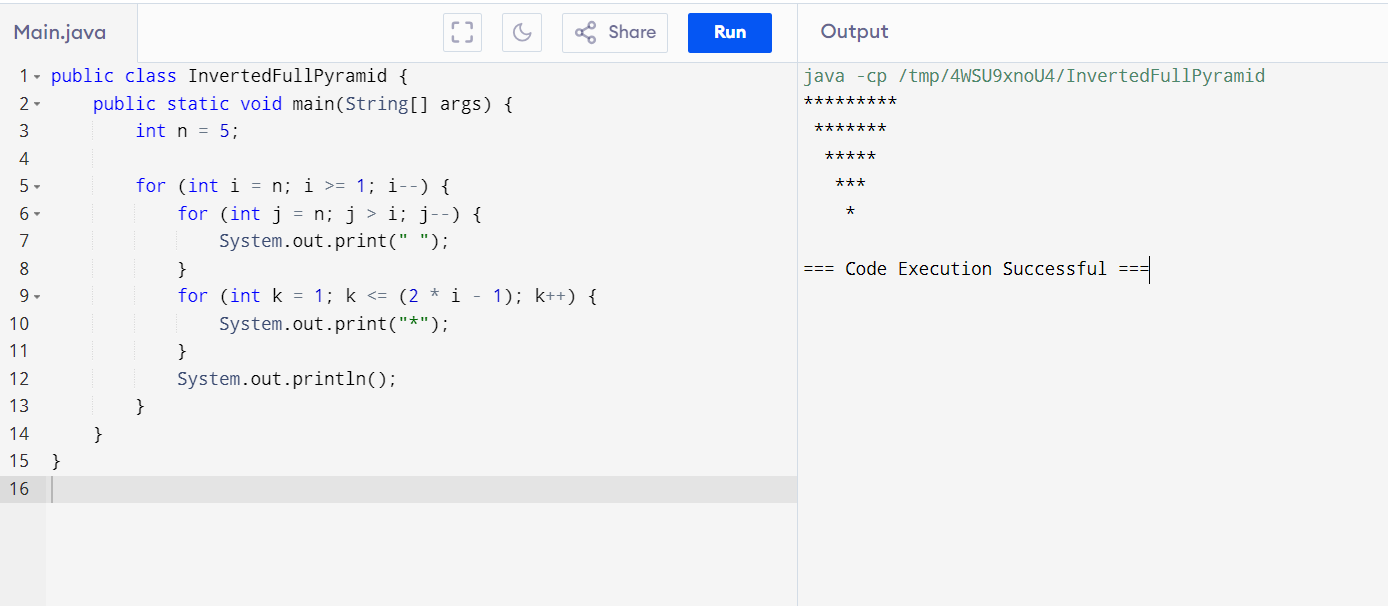 Main.java
Share
Run
Output
1 public class InvertedFullPyramid {
2     public static void main(String[] args) {
3         int n = 5;
4
5         for (int i = n; i >= 1; i--) {
6             for (int j = n; j > i; j--) {
7                 System.out.print(" ");
8             }
9             for (int k = 1; k <= (2 * i - 1); k++) {
10                 System.out.print("*");
11             }
12             System.out.println();
13         }
14     }
15 }
16
java -cp /tmp/4WSU9xnoU4/InvertedFullPyramid
*********
 *******
  *****
   ***
    *
=== Code Execution Successful ===